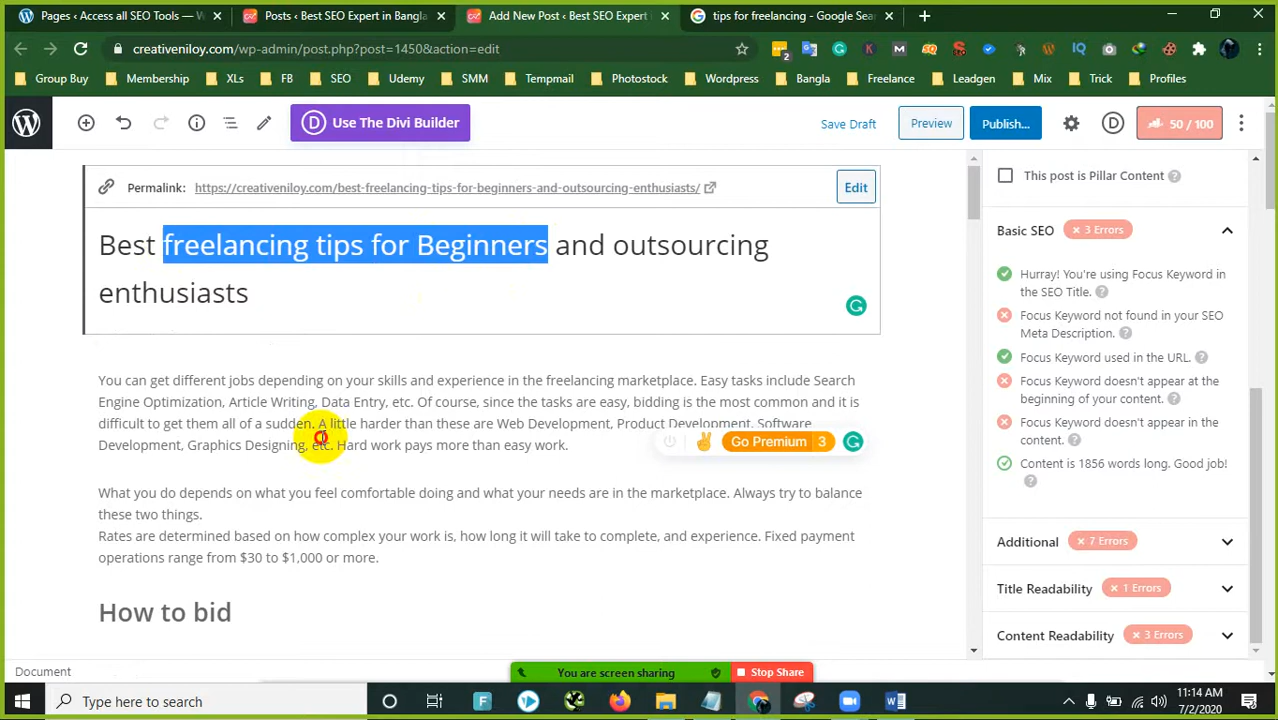 Pages ‹ Access all SEO Tools — W
Posts ‹ Best SEO Expert in Bangla
Add New Post ‹ Best SEO Expert
tips for freelancing - Google Sea
creativeniloy.com/wp-admin/post.php?post=1450&action=edit
Group Buy
Membership
XLs
FB
SEO
Udemy
SMM
Tempmail
Photostock
Wordpress
Bangla
Freelance
Leadgen
Mix
Trick
Profiles
Use The Divi Builder
Save Draft
Preview
Publish...
50 / 100
Permalink: https://creativeniloy.com/best-freelancing-tips-for-beginners-and-outsourcing-enthusiasts/
Edit
Best freelancing tips for Beginners and outsourcing
enthusiasts
You can get different jobs depending on your skills and experience in the freelancing marketplace. Easy tasks include Search
Engine Optimization, Article Writing, Data Entry, etc. Of course, since the tasks are easy, bidding is the most common and it is
difficult to get them all of a sudden. A little harder than these are Web Development, Product Development, Software
Development, Graphics Designing, etc. Hard work pays more than easy work.
Go Premium 3
What you do depends on what you feel comfortable doing and what your needs are in the marketplace. Always try to balance
these two things.
Rates are determined based on how complex your work is, how long it will take to complete, and experience. Fixed payment
operations range from $30 to $1,000 or more.
How to bid
This post is Pillar Content
Basic SEO × 3 Errors
Hurray! You're using Focus Keyword in
the SEO Title.
Focus Keyword not found in your SEO
Meta Description.
Focus Keyword used in the URL.
Focus Keyword doesn't appear at the
beginning of your content.
Focus Keyword doesn't appear in the
content.
Content is 1856 words long. Good job!
Additional × 7 Errors
Title Readability × 1 Errors
Content Readability × 3 Errors
Document
You are screen sharing
Stop Share
Type here to search
11:14 AM
7/2/2020